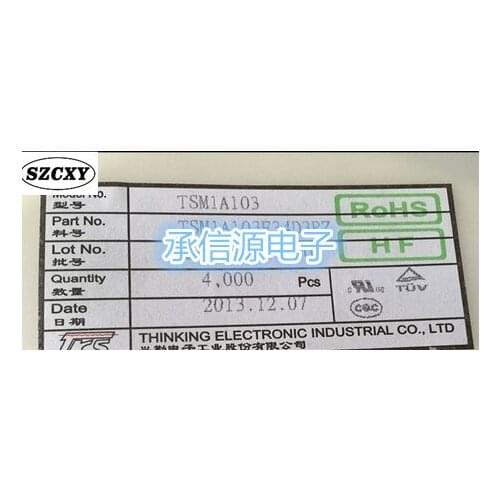 SZCXY
Model No. TSM1A103
型号
RoHS
Part No.
料号
承信源电子
HF
Lot No.
批号
Quantity 4,000 Pcs
数量
TÜV
CQC
Date 2013.12.07
日期
THINKING ELECTRONIC INDUSTRIAL CO., LTD